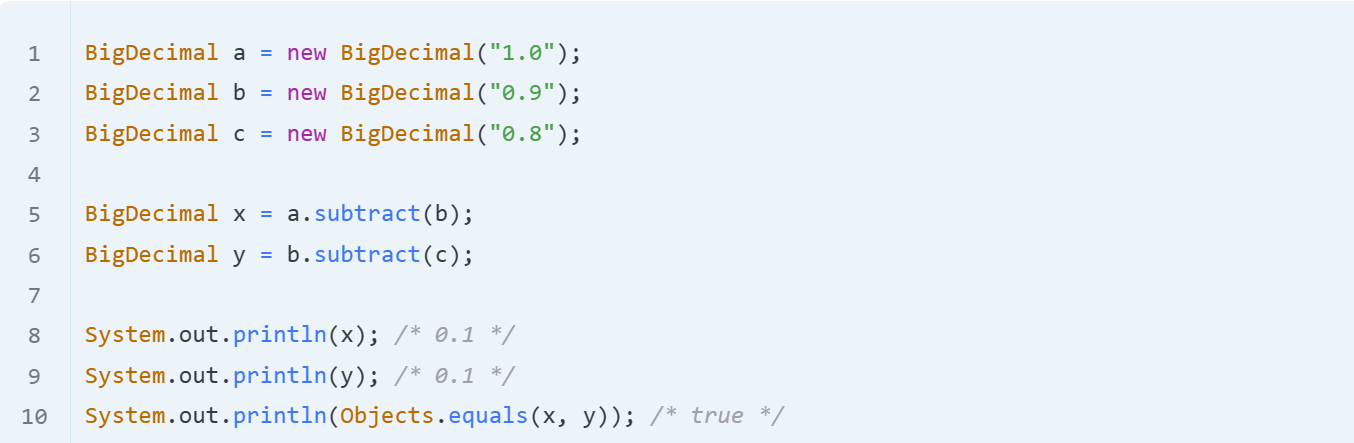 1 BigDecimal a = new BigDecimal("1.0");
2 BigDecimal b = new BigDecimal("0.9");
3 BigDecimal c = new BigDecimal("0.8");
4
5 BigDecimal x = a.subtract(b);
6 BigDecimal y = b.subtract(c);
7
8 System.out.println(x); /* 0.1 */
9 System.out.println(y); /* 0.1 */
10 System.out.println(Objects.equals(x, y)); /* true */